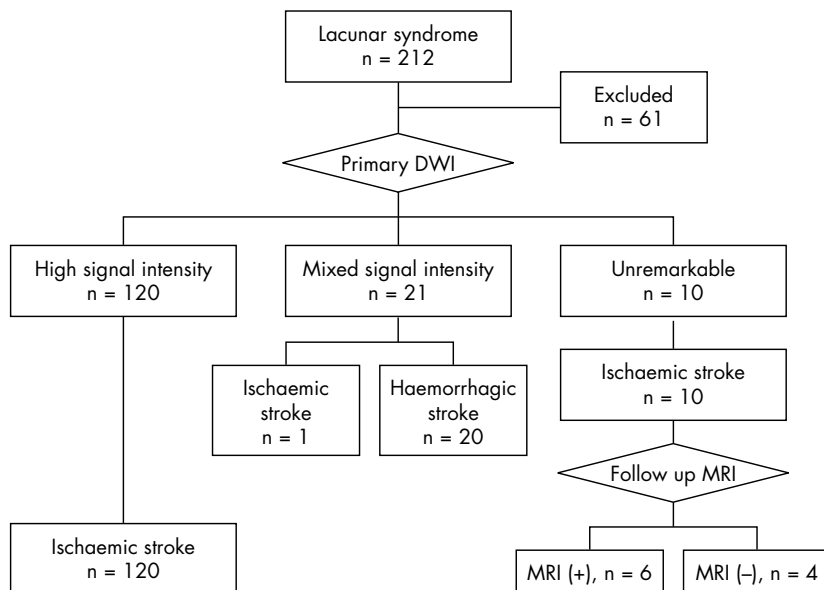 Lacunar syndrome
n = 212
Excluded
n = 61
Primary DWI
High signal intensity
n = 120
Mixed signal intensity
n = 21
Unremarkable
n = 10
Ischaemic
stroke
n = 1
Haemorrhagic
stroke
n = 20
Ischaemic stroke
n = 10
Follow up MRI
Ischaemic stroke
n = 120
MRI (+), n = 6
MRI (–), n = 4